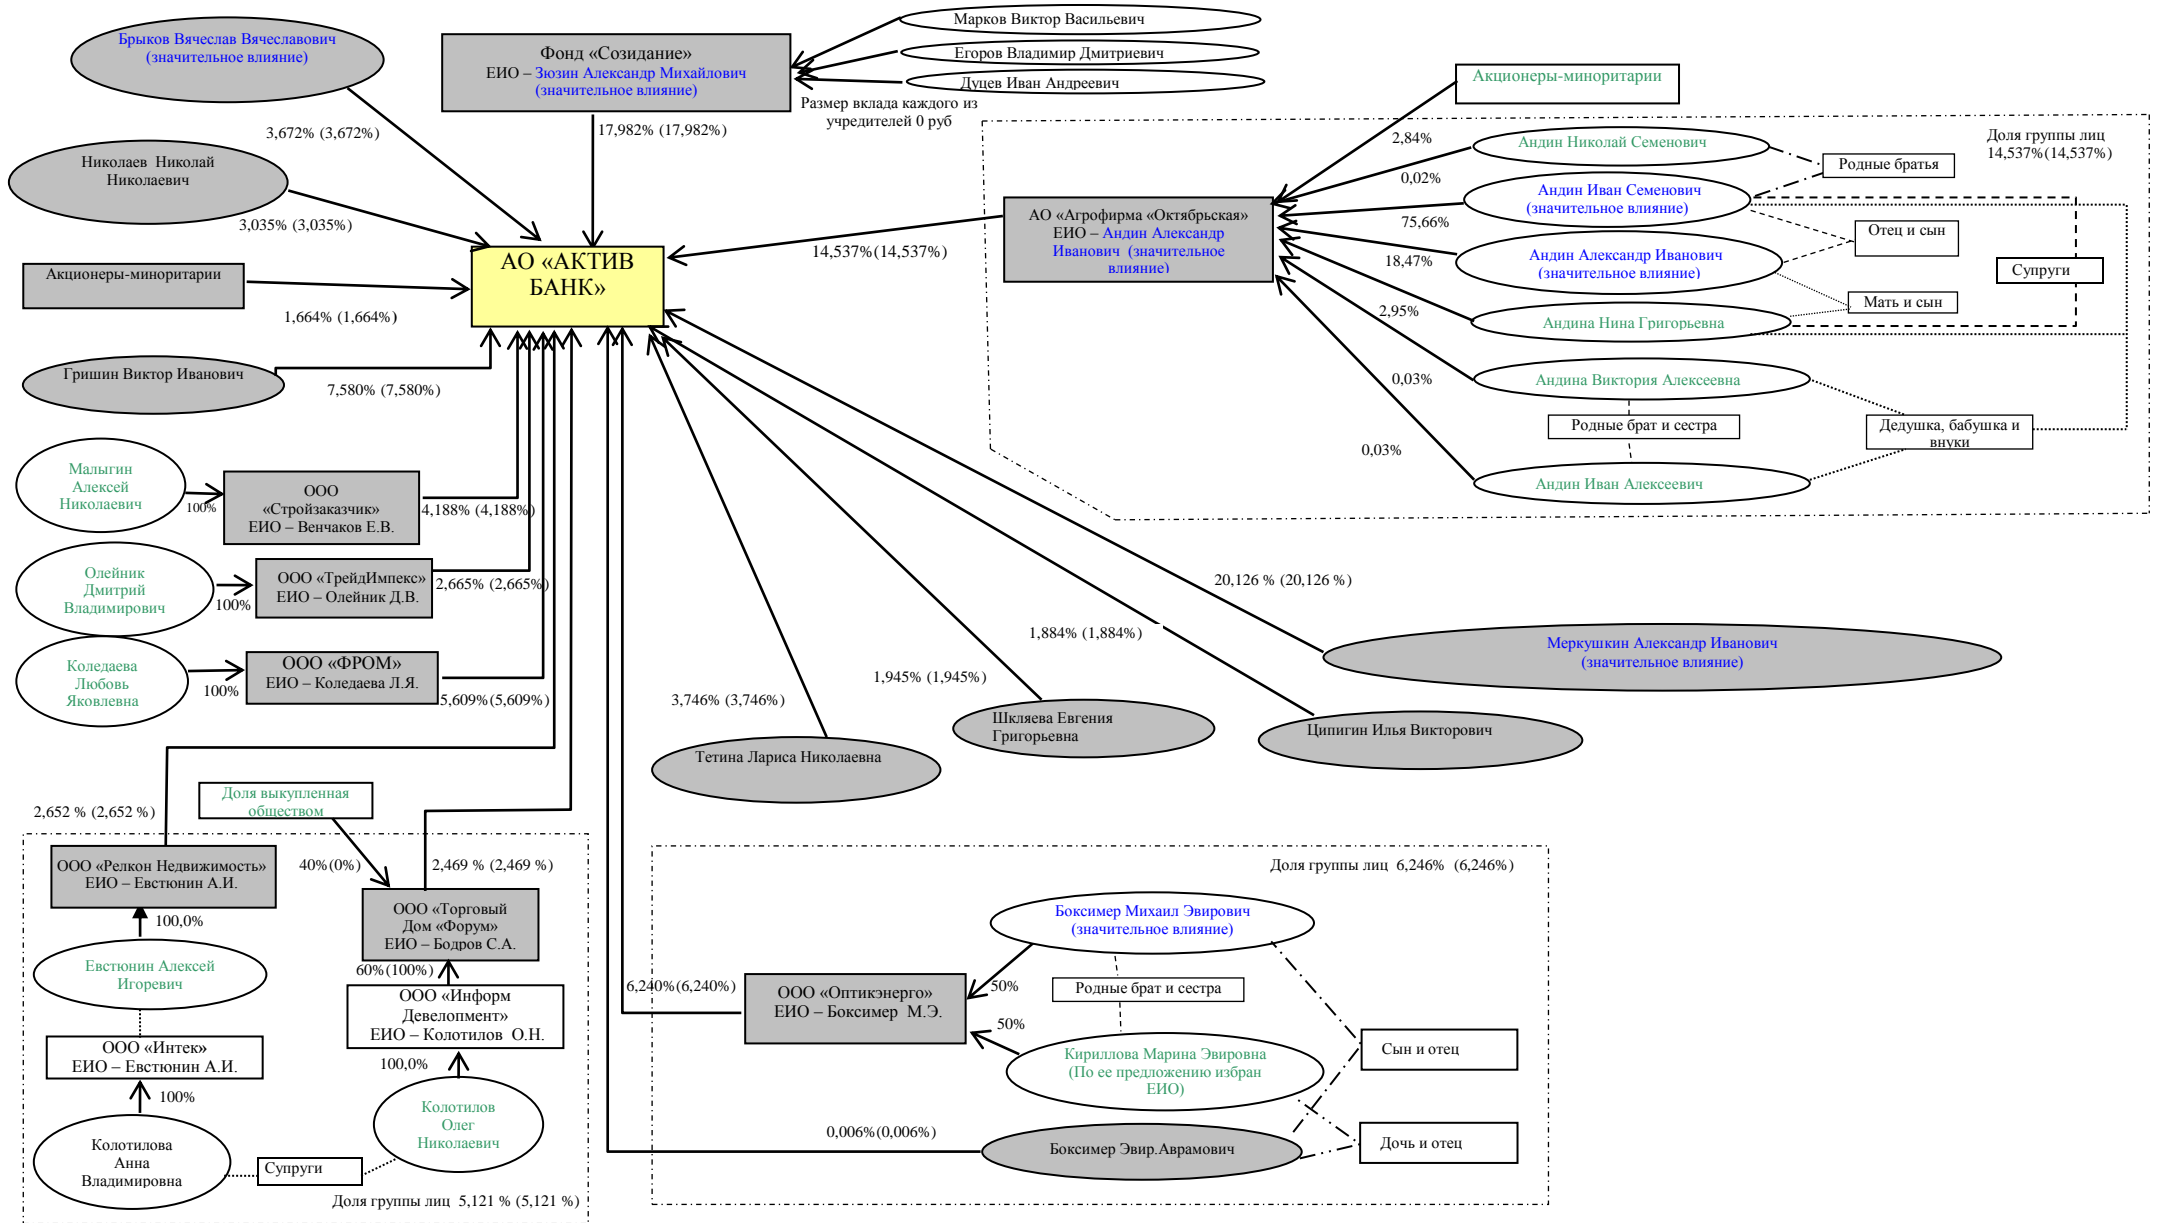 Брыков Вячеслав Вячеславович
(значительное влияние)
Фонд «Созидание»
ЕИО – Зюзин Александр Михайлович
(значительное влияние)
Марков Виктор Васильевич
Егоров Владимир Дмитриевич
Дуцев Иван Андреевич
Размер вклада каждого из
учредителей 0 руб
Акционеры-миноритарии
3,672% (3,672%)
17,982% (17,982%)
Николаев Николай
Николаевич
3,035% (3,035%)
Акционеры-миноритарии
1,664% (1,664%)
АО «АКТИВ
БАНК»
14,537%(14,537%)
АО «Агрофирма «Октябрьская»
ЕИО – Андин Александр
Иванович (значительное
влияние)
2,84%
0,02%
75,66%
18,47%
2,95%
0,03%
0,03%
Андин Николай Семенович
Андин Иван Семенович
(значительное влияние)
Андин Александр Иванович
(значительное влияние)
Андина Нина Григорьевна
Андина Виктория Алексеевна
Родные брат и сестра
Андин Иван Алексеевич
Родные братья
Отец и сын
Мать и сын
Супруги
Дедушка, бабушка и
внуки
Доля группы лиц
14,537%(14,537%)
Гришин Виктор Иванович
7,580% (7,580%)
Малыгин
Алексей
Николаевич
100%
ООО
«Стройзаказчик»
ЕИО – Венчаков Е.В.
4,188% (4,188%)
Олейник
Дмитрий
Владимирович
100%
ООО «ТрейдИмпекс»
ЕИО – Олейник Д.В.
2,665% (2,665%)
Коледаева
Любовь
Яковлевна
100%
ООО «ФРОМ»
ЕИО – Коледаева Л.Я.
5,609%(5,609%)
20,126 % (20,126 %)
Меркушкин Александр Иванович
(значительное влияние)
1,884% (1,884%)
Ципигин Илья Викторович
1,945% (1,945%)
Шкляева Евгения
Григорьевна
3,746% (3,746%)
Тетина Лариса Николаевна
2,652 % (2,652 %)
Доля выкупленная
обществом
40%(0%)
2,469 % (2,469 %)
ООО «Релкон Недвижимость»
ЕИО – Евстюнин А.И.
100,0%
Евстюнин Алексей
Игоревич
ООО «Интек»
ЕИО – Евстюнин А.И.
100%
Колотилова
Анна
Владимировна
Супруги
ООО «Торговый
Дом «Форум»
ЕИО – Бодров С.А.
60%(100%)
ООО «Информ
Девелопмент»
ЕИО – Колотилов О.Н.
100,0%
Колотилов
Олег
Николаевич
Доля группы лиц 5,121 % (5,121 %)
Доля группы лиц 6,246% (6,246%)
6,240%(6,240%)
ООО «Оптикэнерго»
ЕИО – Боксимер М.Э.
50%
50%
Боксимер Михаил Эвирович
(значительное влияние)
Родные брат и сестра
Кириллова Марина Эвировна
(По ее предложению избран
ЕИО)
0,006%(0,006%)
Боксимер Эвир.Аврамович
Сын и отец
Дочь и отец